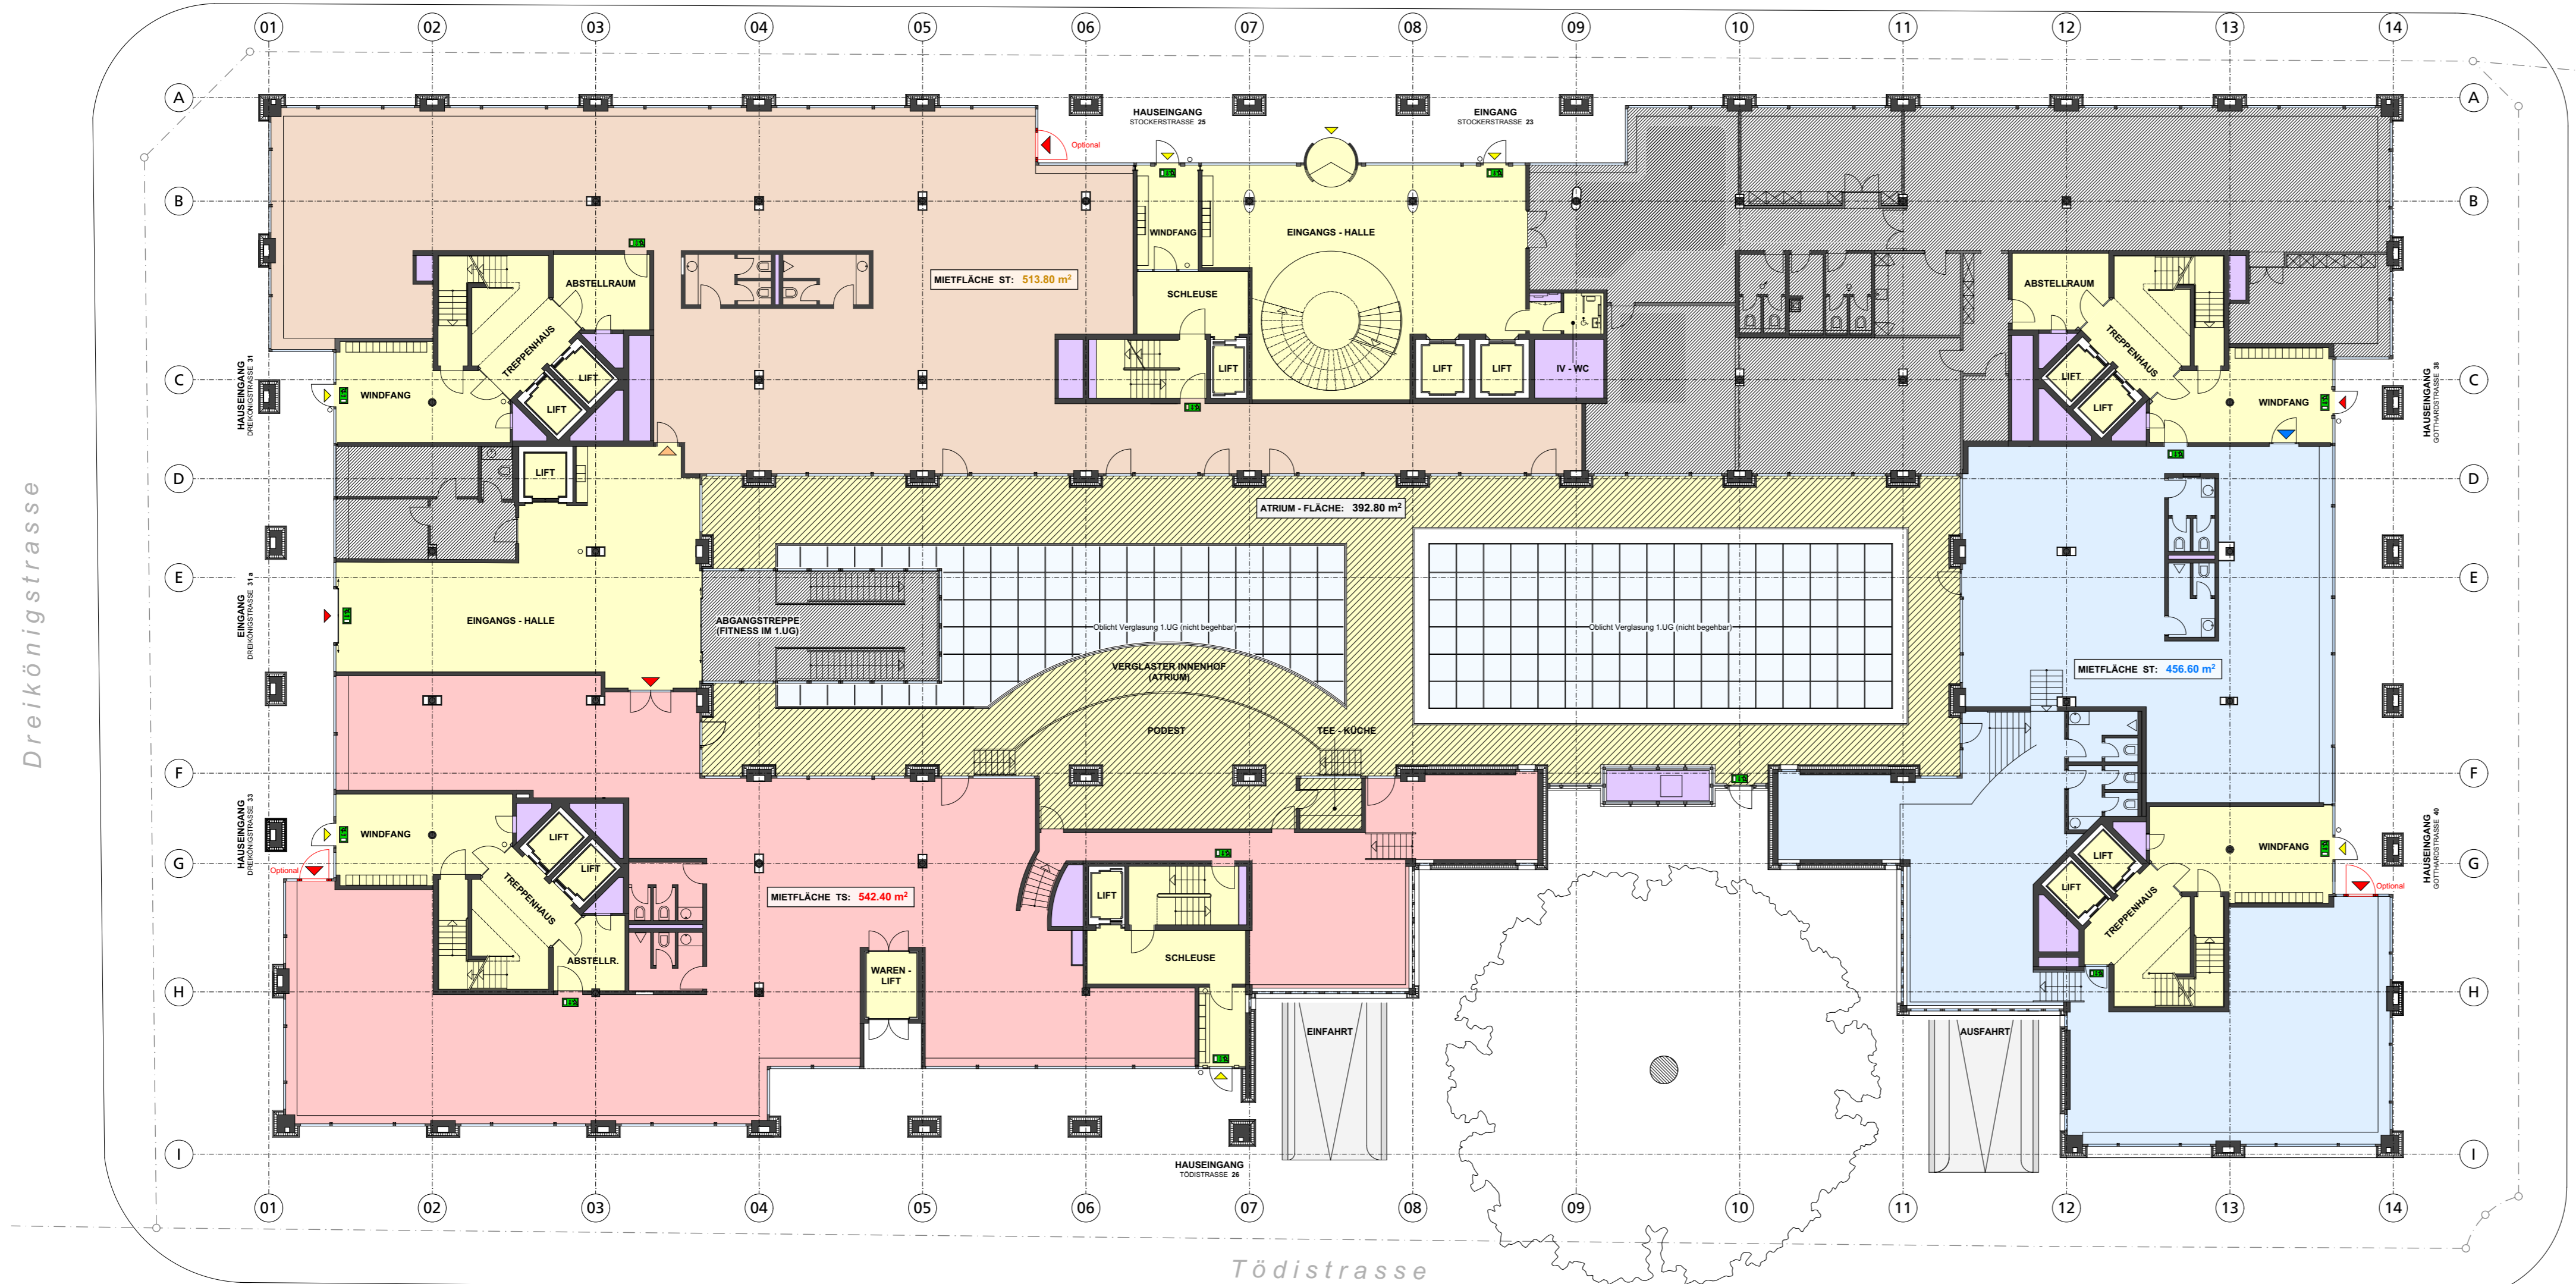 01 02 03 04 05 06 07 08 09 10 11 12 13 14
A A
HAUSEINGANG
STOCKERSTRASSE 25
EINGANG
STOCKERSTRASSE 23
Optional
B B
WINDFANG
EINGANGS - HALLE
ABSTELLRAUM
MIETFLÄCHE ST: 513.80 m²
SCHLEUSE
ABSTELLRAUM
TREPPENHAUS
TREPPENHAUS
HAUSEINGANG
DREIKÖNIGSTRASSE 31
C C
LIFT
LIFT
WINDFANG
LIFT
LIFT
LIFT
IV - WC
LIFT
LIFT
WINDFANG
HAUSEINGANG
GOTTHARDSTRASSE 38
D D
LIFT
ATRIUM - FLÄCHE: 392.80 m²
Dreikönigstrasse
E E
EINGANG
DREIKÖNIGSTRASSE 31 a
EINGANGS - HALLE
ABGANGSTREPPE
(FITNESS IM 1.UG)
Oblicht Verglasung 1.UG (nicht begehbar)
Oblicht Verglasung 1.UG (nicht begehbar)
VERGLASTER INNENHOF
(ATRIUM)
MIETFLÄCHE ST: 456.60 m²
PODEST
TEE - KÜCHE
F F
HAUSEINGANG
DREIKÖNIGSTRASSE 33
WINDFANG
LIFT
LIFT
TREPPENHAUS
G G
Optional
MIETFLÄCHE TS: 542.40 m²
LIFT
LIFT
LIFT
WINDFANG
HAUSEINGANG
GOTTHARDSTRASSE 40
Optional
TREPPENHAUS
ABSTELLR.
WAREN -
LIFT
SCHLEUSE
H H
EINFAHRT
AUSFAHRT
I I
HAUSEINGANG
TÖDISTRASSE 26
01 02 03 04 05 06 07 08 09 10 11 12 13 14
Tödistrasse